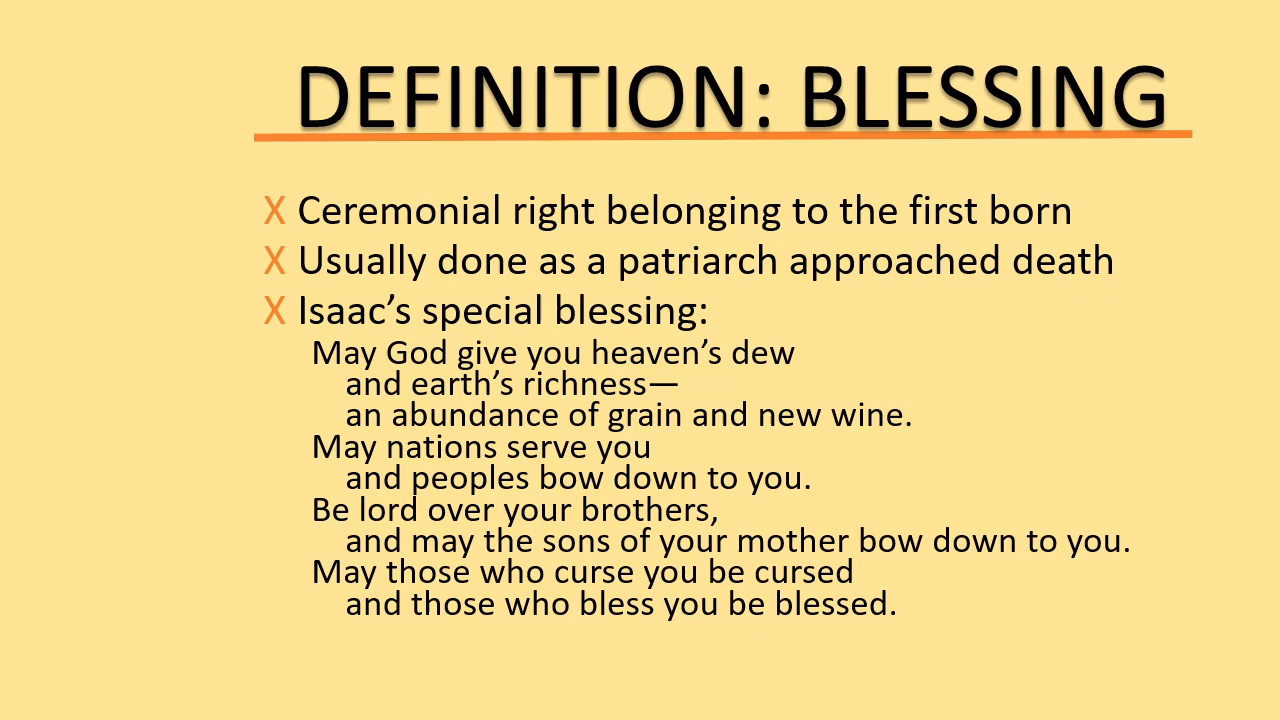 DEFINITION: BLESSING
X Ceremonial right belonging to the first born
X Usually done as a patriarch approached death
X Isaac’s special blessing:
May God give you heaven’s dew
and earth’s richness—
an abundance of grain and new wine.
May nations serve you
and peoples bow down to you.
Be lord over your brothers,
and may the sons of your mother bow down to you.
May those who curse you be cursed
and those who bless you be blessed.